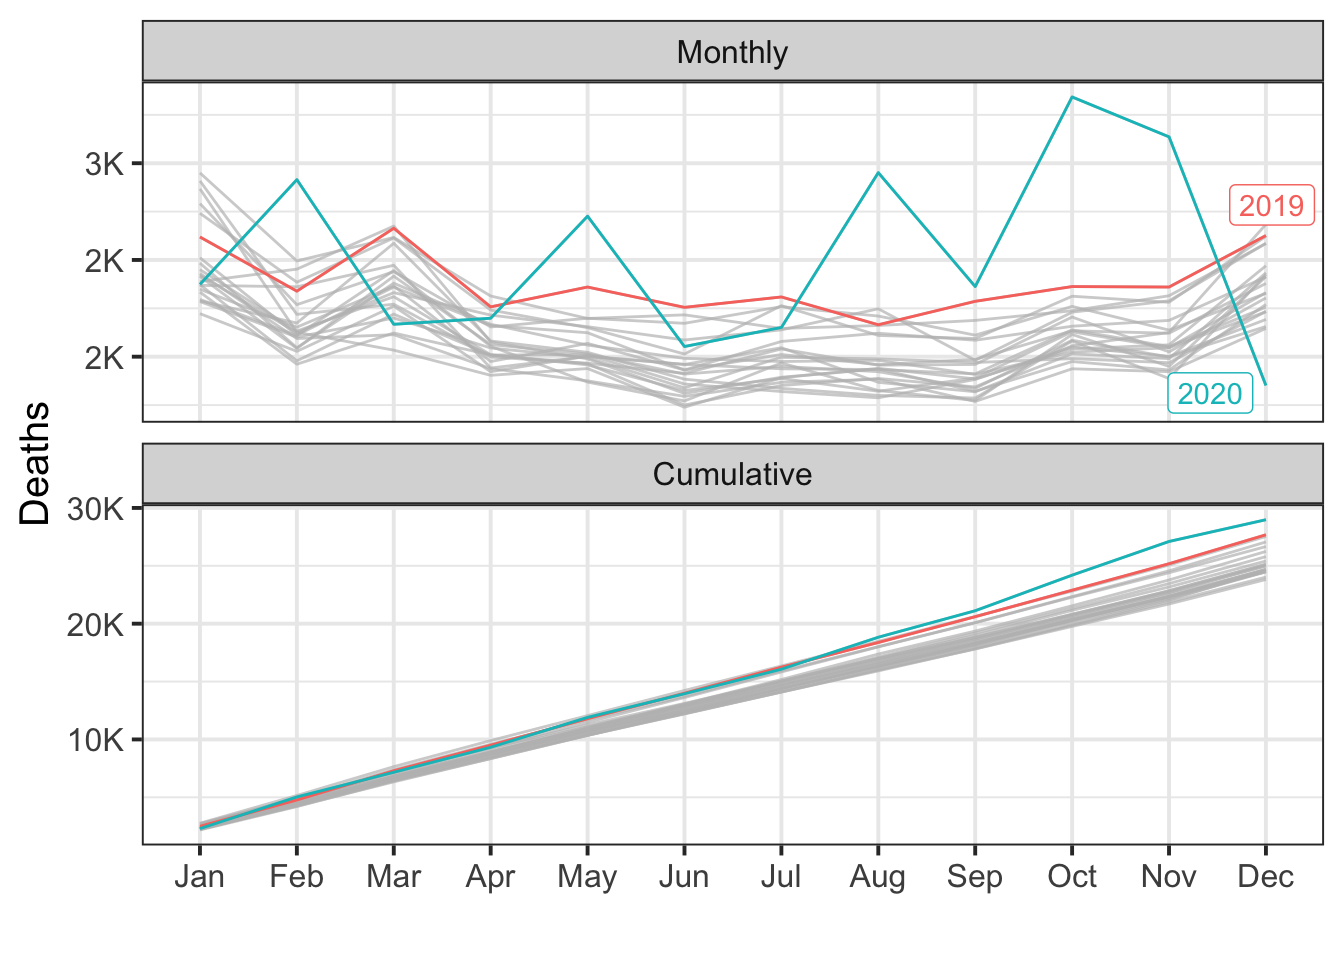 Monthly
3K
2K
2K
2019
2020
Deaths
Cumulative
30K
20K
10K
Jan Feb Mar Apr May Jun Jul Aug Sep Oct Nov Dec